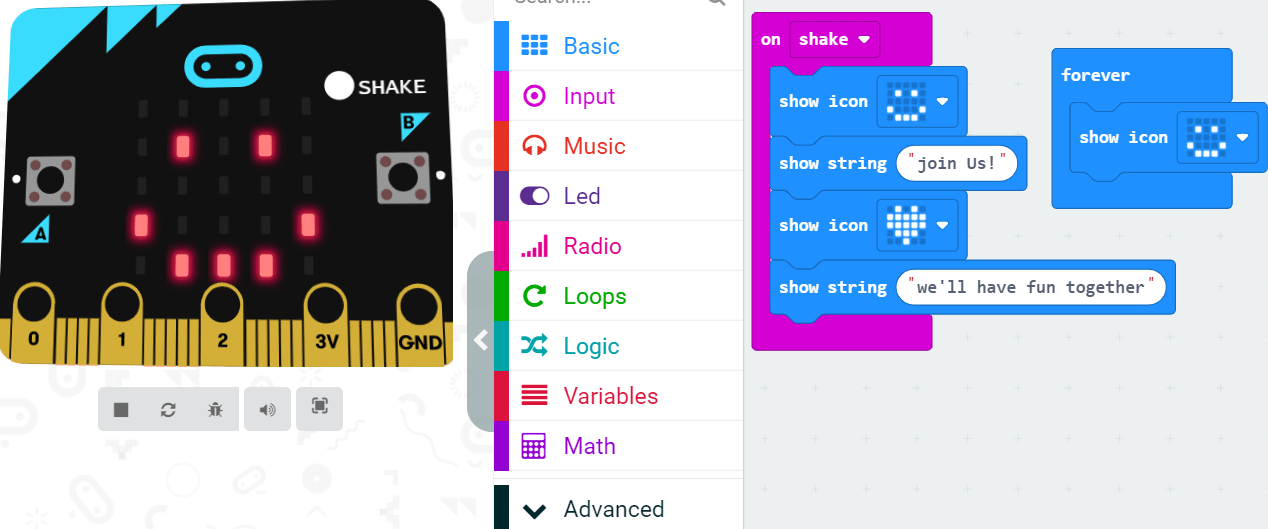 SHAKE
B
A
0 1 2 3V GND
Basic
Input
Music
Led
Radio
Loops
Logic
Variables
Math
Advanced
on shake
show icon
show string "join Us!"
show icon
show string "we'll have fun together"
forever
show icon